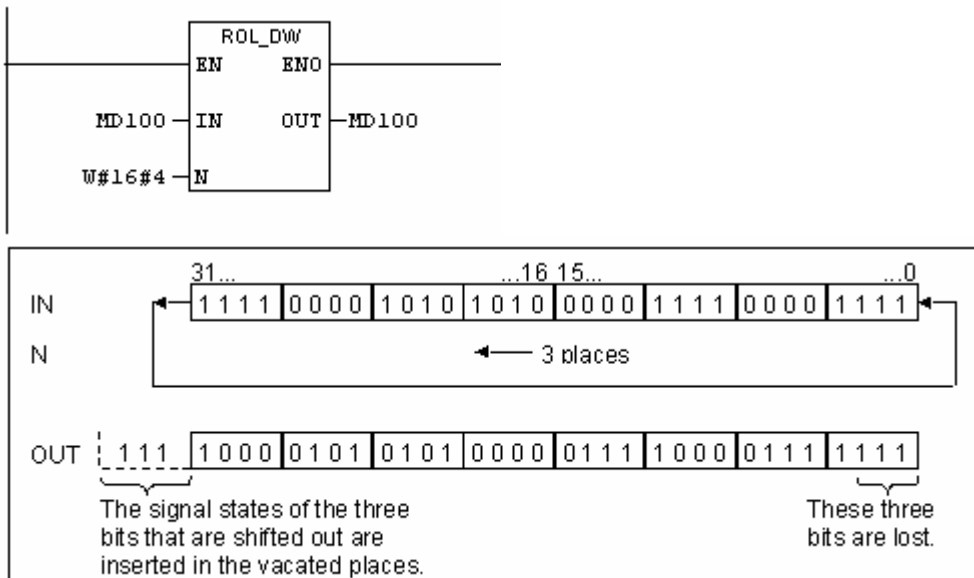 ROL_DW
EN ENO
MD100 IN OUT MD100
W#16#4 N
31... ...16 15... ...0
IN 1111 0000 1010 1010 0000 1111 0000 1111
N 3 places
OUT 111 1000 0101 0101 0000 0111 1000 0111 1111
The signal states of the three
bits that are shifted out are
inserted in the vacated places.
These three
bits are lost.